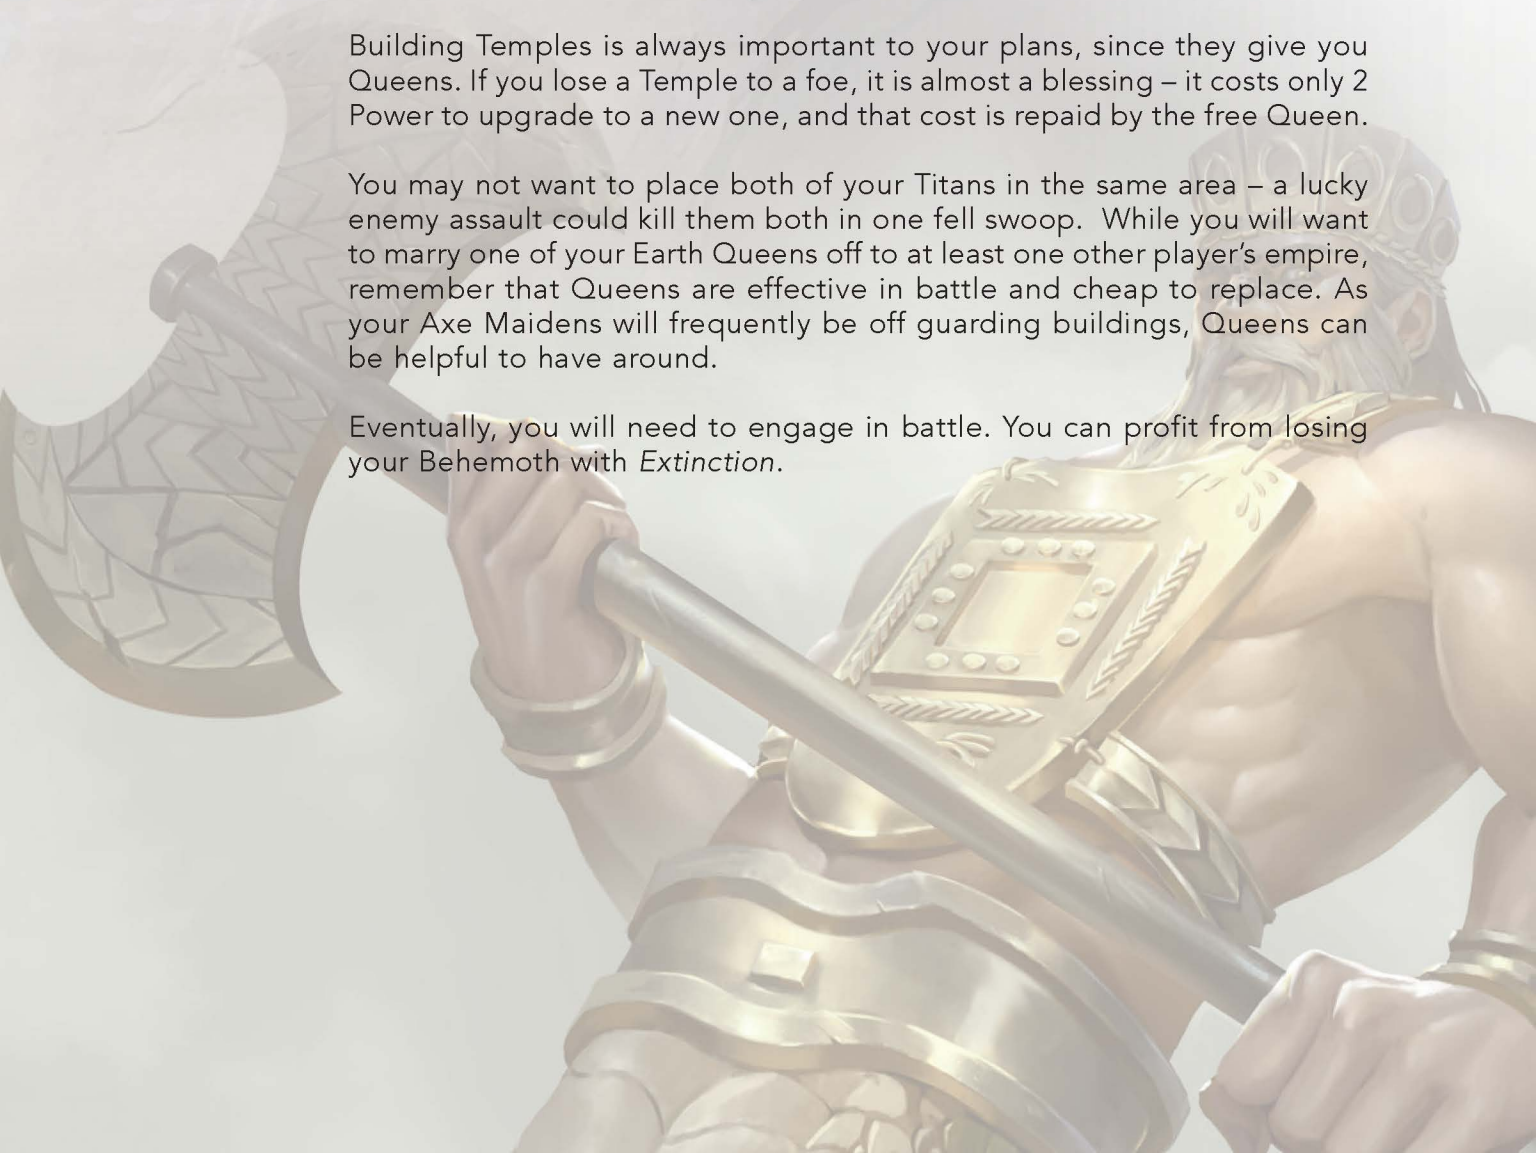 Building Temples is always important to your plans, since they give you
Queens. If you lose a Temple to a foe, it is almost a blessing – it costs only 2
Power to upgrade to a new one, and that cost is repaid by the free Queen.
You may not want to place both of your Titans in the same area – a lucky
enemy assault could kill them both in one fell swoop. While you will want
to marry one of your Earth Queens off to at least one other player’s empire,
remember that Queens are effective in battle and cheap to replace. As
your Axe Maidens will frequently be off guarding buildings, Queens can
be helpful to have around.
Eventually, you will need to engage in battle. You can profit from losing
your Behemoth with Extinction.